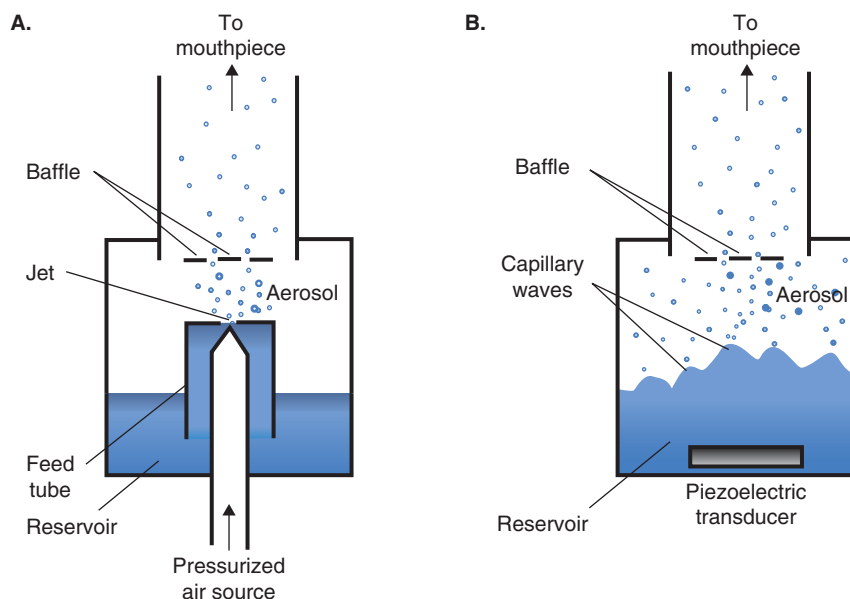 A.
To
mouthpiece
Baffle
Jet
Aerosol
Feed
tube
Reservoir
Pressurized
air source
B.
To
mouthpiece
Baffle
Capillary
waves
Aerosol
Reservoir
Piezoelectric
transducer